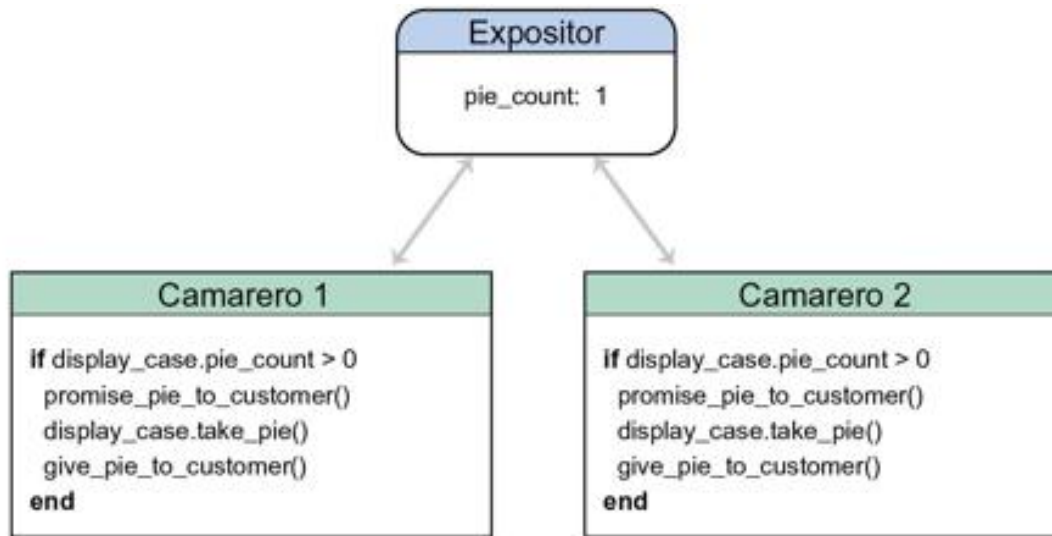 Expositor
pie_count: 1
Camarero 1
if display_case.pie_count > 0
promise_pie_to_customer()
display_case.take_pie()
give_pie_to_customer()
end
Camarero 2
if display_case.pie_count > 0
promise_pie_to_customer()
display_case.take_pie()
give_pie_to_customer()
end